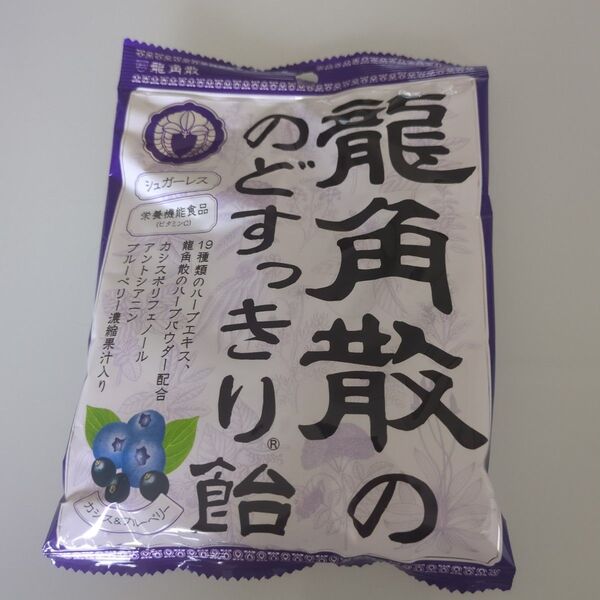 龍角散
龍角散の
のどすっきり飴®
シュガーレス
栄養機能食品
(ビタミンC)
19種類のハーブエキス、
龍角散のハーブパウダー配合
カシスポリフェノール
アントシアニン
ブルーベリー濃縮果汁入り
カシス&ブルーベリー